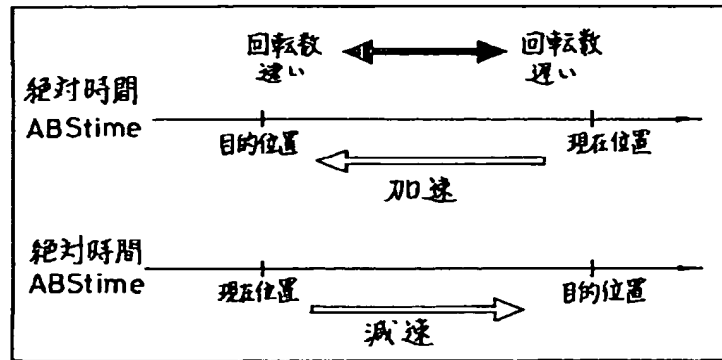 回転数
速い
回転数
遅い
絶対時間
ABStime
目的位置
現在位置
加速
絶対時間
ABStime
現在位置
目的位置
減速